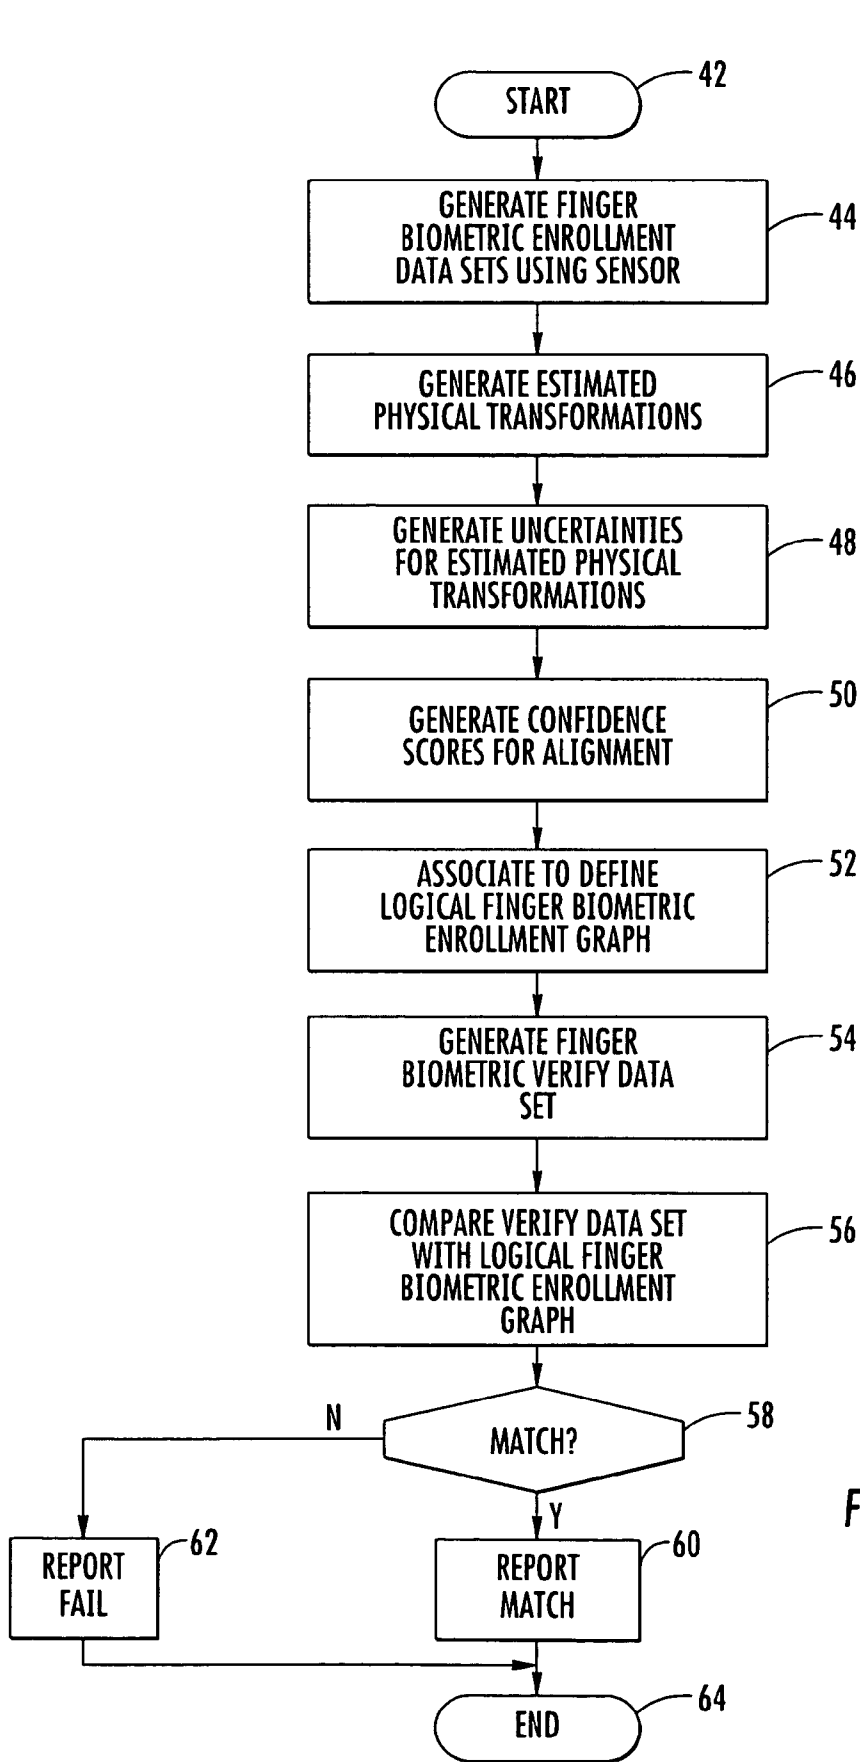 START
42
GENERATE FINGER
BIOMETRIC ENROLLMENT
DATA SETS USING SENSOR
44
GENERATE ESTIMATED
PHYSICAL TRANSFORMATIONS
46
GENERATE UNCERTAINTIES
FOR ESTIMATED PHYSICAL
TRANSFORMATIONS
48
GENERATE CONFIDENCE
SCORES FOR ALIGNMENT
50
ASSOCIATE TO DEFINE
LOGICAL FINGER BIOMETRIC
ENROLLMENT GRAPH
52
GENERATE FINGER
BIOMETRIC VERIFY DATA
SET
54
COMPARE VERIFY DATA SET
WITH LOGICAL FINGER
BIOMETRIC ENROLLMENT
GRAPH
56
MATCH?
58
N
Y
REPORT
FAIL
62
REPORT
MATCH
60
END
64